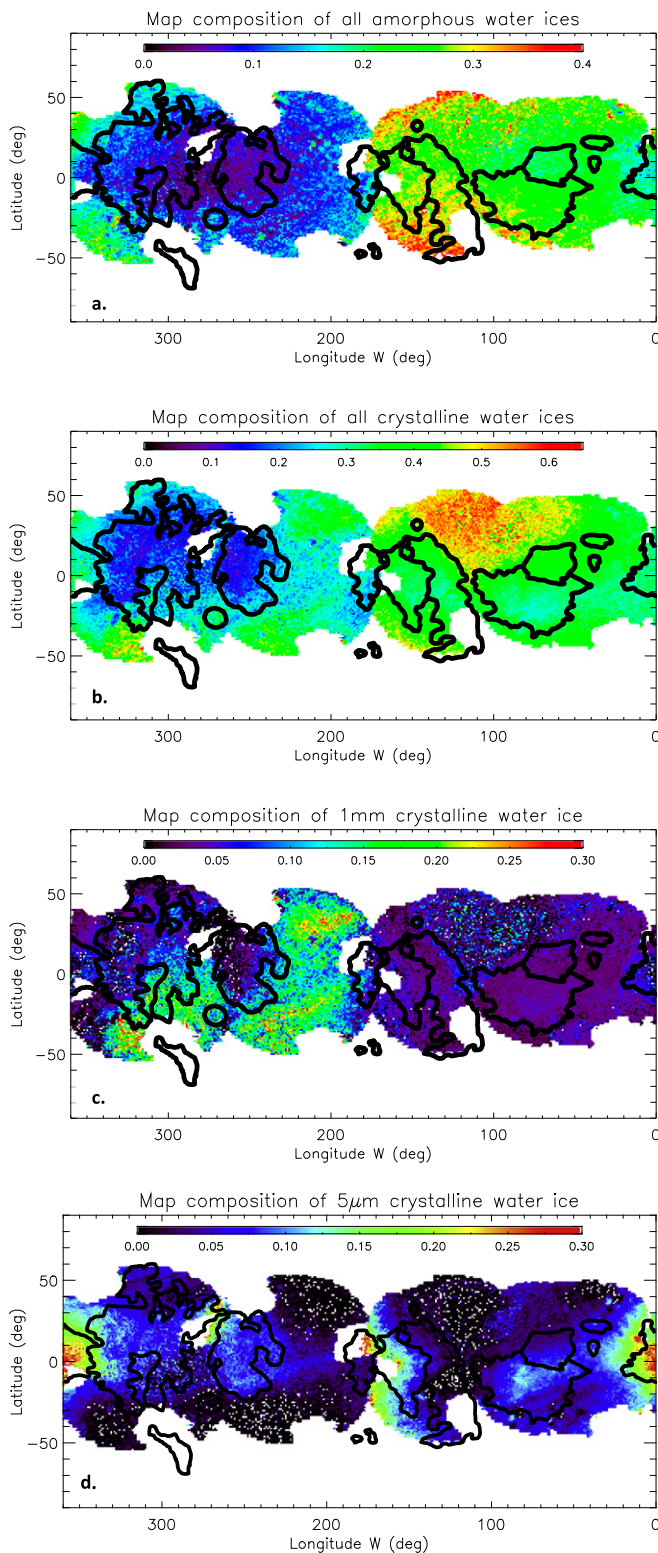 Map composition of all amorphous water ices
0.0 0.1 0.2 0.3 0.4
50
0
−50
Latitude (deg)
a.
300 200 100 0
Longitude W (deg)
Map composition of all crystalline water ices
0.0 0.1 0.2 0.3 0.4 0.5 0.6
50
0
−50
Latitude (deg)
b.
300 200 100 0
Longitude W (deg)
Map composition of 1mm crystalline water ice
0.00 0.05 0.10 0.15 0.20 0.25 0.30
50
0
−50
Latitude (deg)
c.
300 200 100 0
Longitude W (deg)
Map composition of 5μm crystalline water ice
0.00 0.05 0.10 0.15 0.20 0.25 0.30
50
0
−50
Latitude (deg)
d.
300 200 100 0
Longitude W (deg)